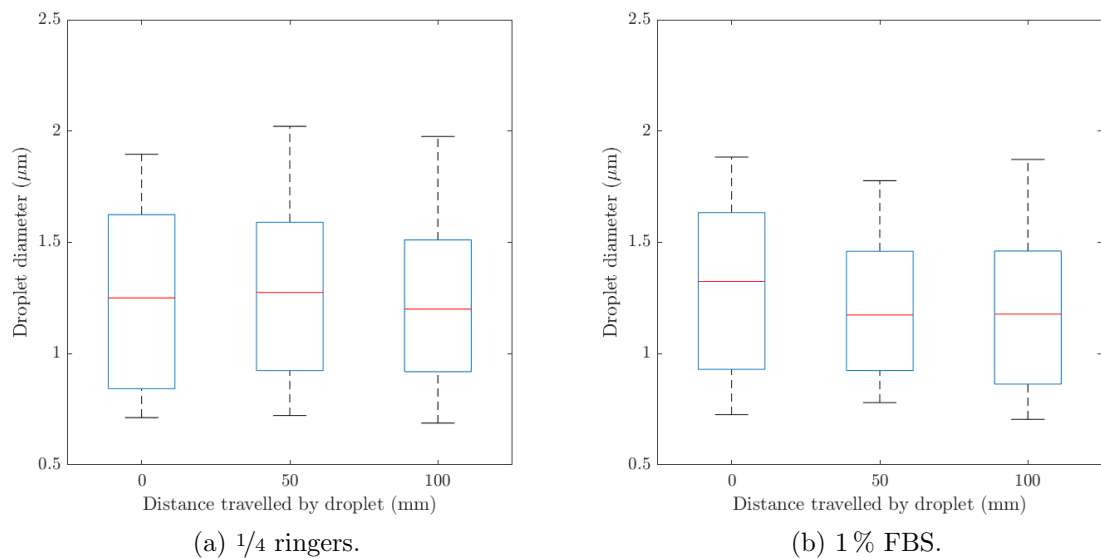 2.5
2
1.5
1
0.5
Droplet diameter (μm)
0 50 100
Distance travelled by droplet (mm)
(a) 1/4 ringers.
2.5
2
1.5
1
0.5
Droplet diameter (μm)
0 50 100
Distance travelled by droplet (mm)
(b) 1 % FBS.